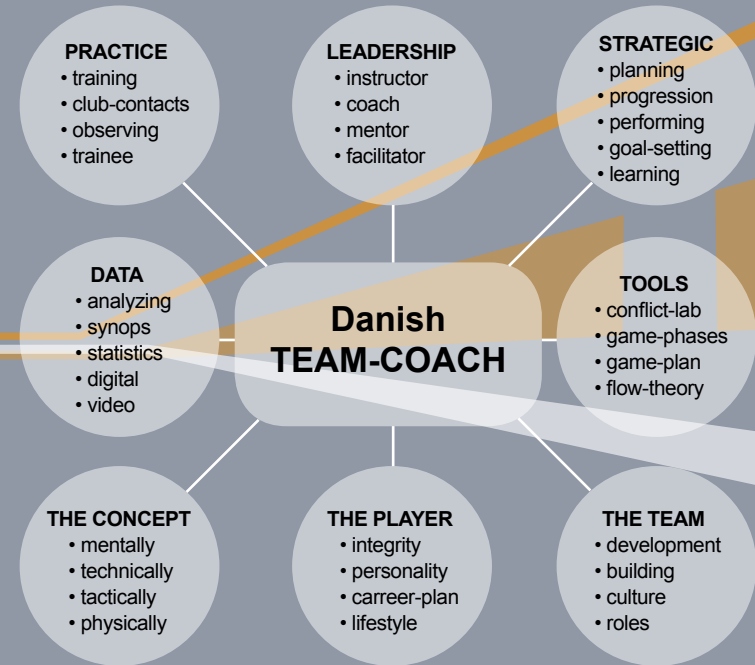 PRACTICE
• training
• club-contacts
• observing
• trainee
LEADERSHIP
• instructor
• coach
• mentor
• facilitator
STRATEGIC
• planning
• progression
• performing
• goal-setting
• learning
DATA
• analyzing
• synops
• statistics
• digital
• video
Danish
TEAM-COACH
TOOLS
• conflict-lab
• game-phases
• game-plan
• flow-theory
THE CONCEPT
• mentally
• technically
• tactically
• physically
THE PLAYER
• integrity
• personality
• carreer-plan
• lifestyle
THE TEAM
• development
• building
• culture
• roles